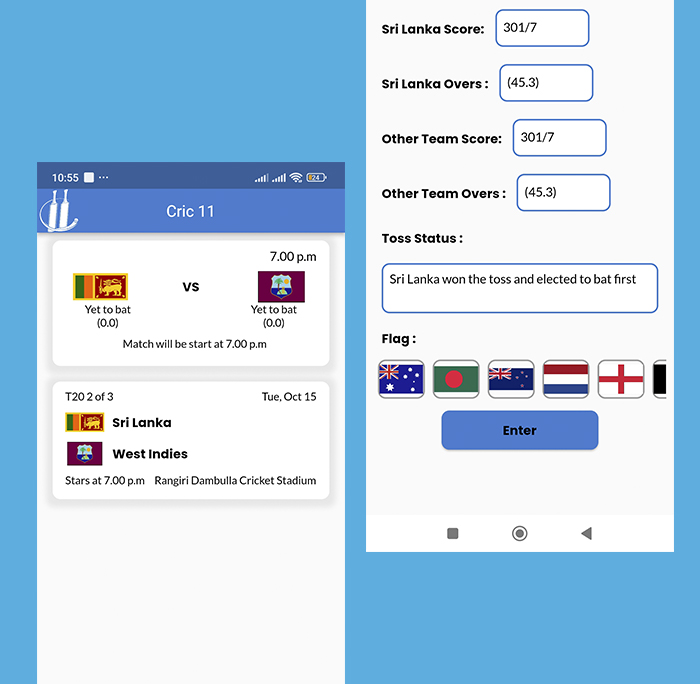 10:55 ...
24
Cric 11
7.00 p.m
VS
Yet to bat
(0.0)
Yet to bat
(0.0)
Match will be start at 7.00 p.m
T20 2 of 3
Tue, Oct 15
Sri Lanka
West Indies
Stars at 7.00 p.m
Rangiri Dambulla Cricket Stadium
Sri Lanka Score: 301/7
Sri Lanka Overs : (45.3)
Other Team Score: 301/7
Other Team Overs : (45.3)
Toss Status :
Sri Lanka won the toss and elected to bat first
Flag :
Enter